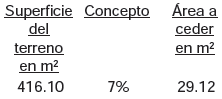 Superficie Concepto Área a
del ceder
terreno en m²
en m²
416.10 7% 29.12